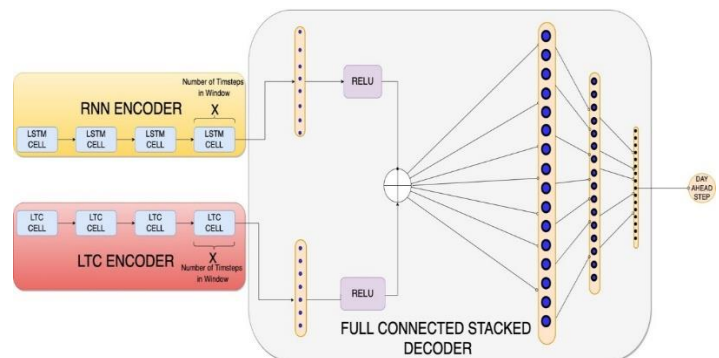 Number of Timsteps
in Window
X
RNN ENCODER
LSTM
CELL
LSTM
CELL
LSTM
CELL
LSTM
CELL
RELU
LTC
CELL
LTC
CELL
LTC
CELL
LTC
CELL
X
LTC ENCODER
Number of Timsteps
in Window
RELU
FULL CONNECTED STACKED
DECODER
DAY
AHEAD
STEP